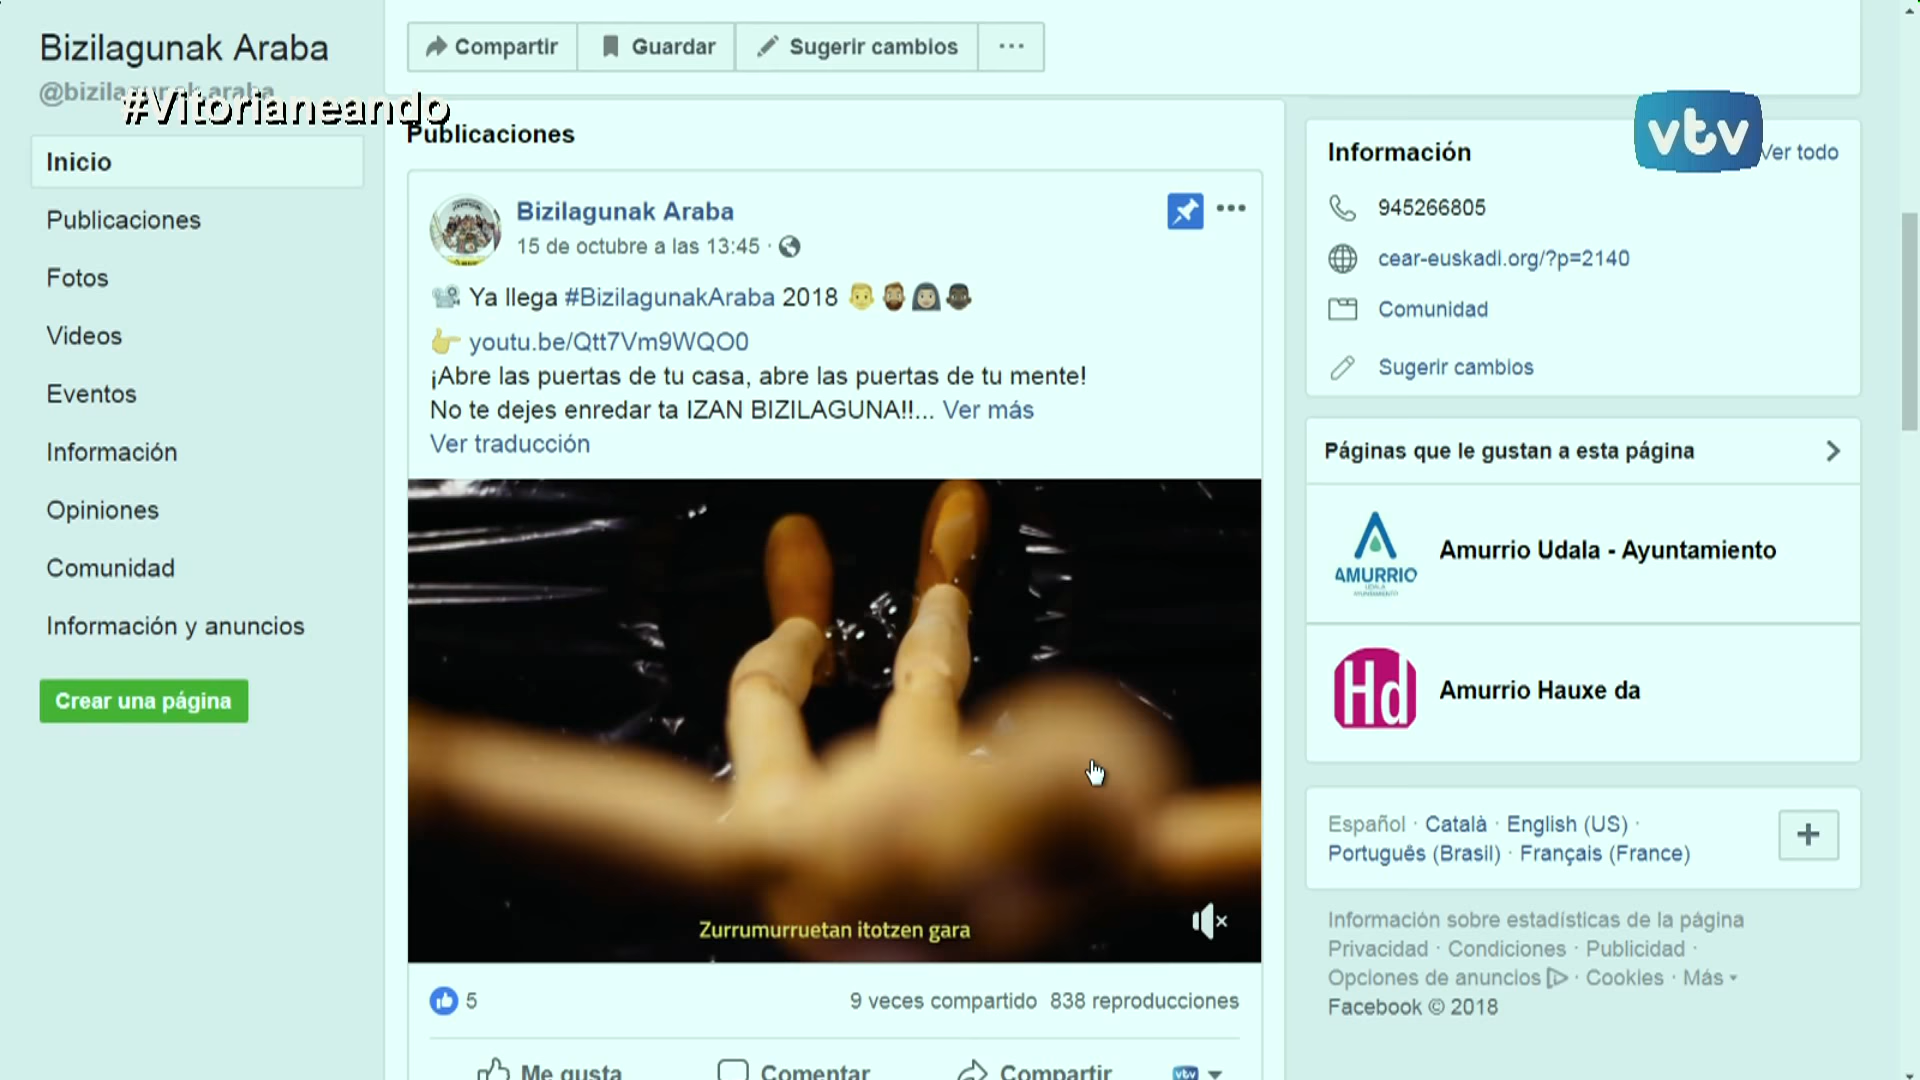 Bizilagunak Araba
@bizilagunak.araba
#Vitorianeando
Inicio
Publicaciones
Fotos
Videos
Eventos
Información
Opiniones
Comunidad
Información y anuncios
Crear una página
Compartir
Guardar
Sugerir cambios
Publicaciones
Bizilagunak Araba
15 de octubre a las 13:45 ·
Ya llega #BizilagunakAraba 2018
youtu.be/Qtt7Vm9WQO0
¡Abre las puertas de tu casa, abre las puertas de tu mente!
No te dejes enredar ta IZAN BIZILAGUNA!!... Ver más
Ver traducción
Zurrumurruetan itotzen gara
5
9 veces compartido 838 reproducciones
Me gusta
Comentar
Compartir
vtv
vtv
Información
Ver todo
945266805
cear-euskadi.org/?p=2140
Comunidad
Sugerir cambios
Páginas que le gustan a esta página
AMURRIO
Amurrio Udala - Ayuntamiento
Hd
Amurrio Hauxe da
Español · Català · English (US) ·
Português (Brasil) · Français (France)
Información sobre estadísticas de la página
Privacidad · Condiciones · Publicidad ·
Opciones de anuncios · Cookies · Más
Facebook © 2018